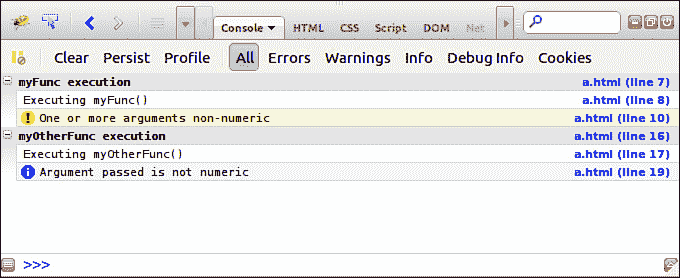 Console HTML CSS Script DOM Net
Clear Persist Profile All Errors Warnings Info Debug Info Cookies
myFunc execution a.html (line 7)
Executing myFunc() a.html (line 8)
One or more arguments non-numeric a.html (line 10)
myOtherFunc execution a.html (line 16)
Executing myOtherFunc() a.html (line 17)
Argument passed is not numeric a.html (line 19)
>>>